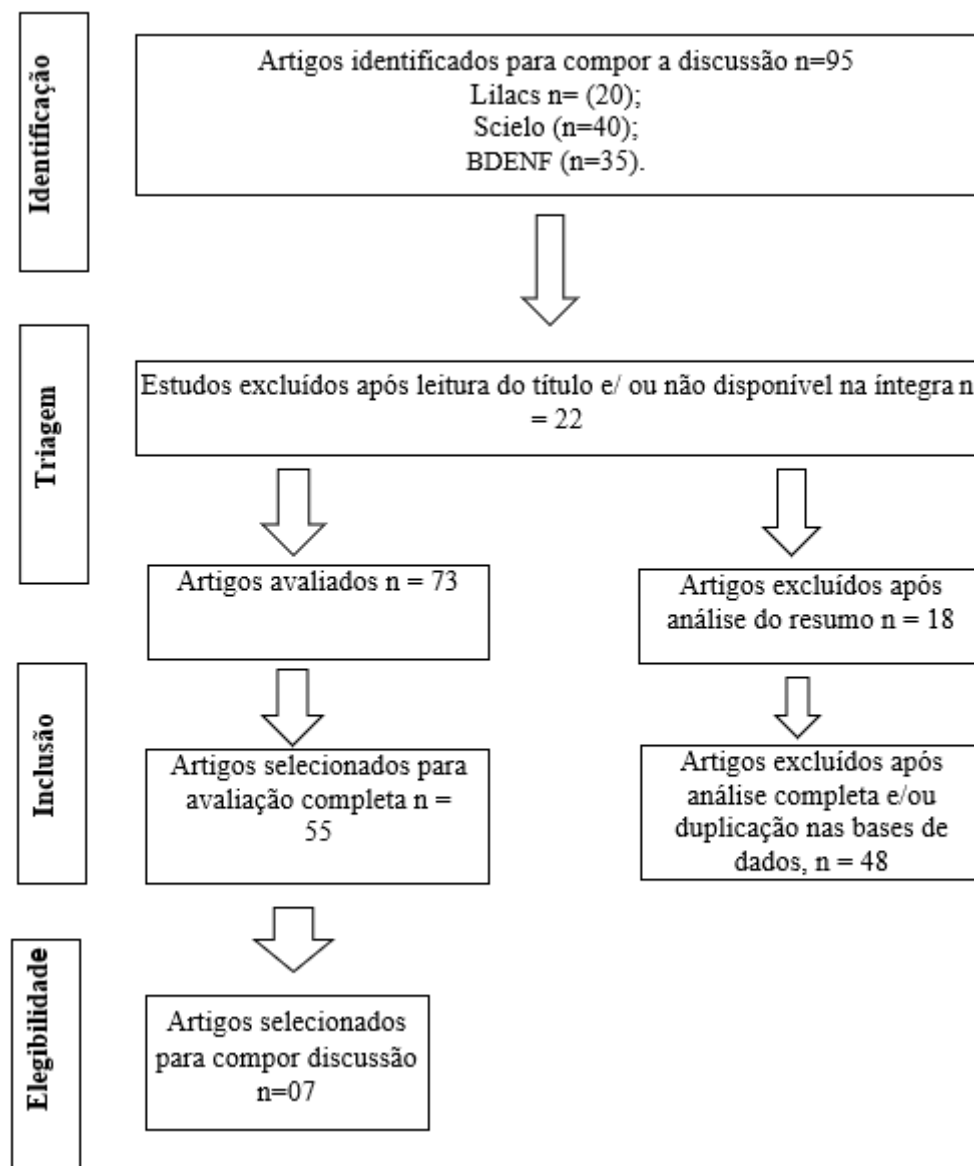 Identificação
Artigos identificados para compor a discussão n=95
Lilacs n= (20);
Scielo (n=40);
BDENF (n=35).
Triagem
Estudos excluídos após leitura do título e/ ou não disponível na íntegra n
= 22
Artigos avaliados n = 73
Artigos excluídos após
análise do resumo n = 18
Inclusão
Artigos selecionados para
avaliação completa n =
55
Artigos excluídos após
análise completa e/ou
duplicação nas bases de
dados, n = 48
Elegibilidade
Artigos selecionados
para compor discussão
n=07